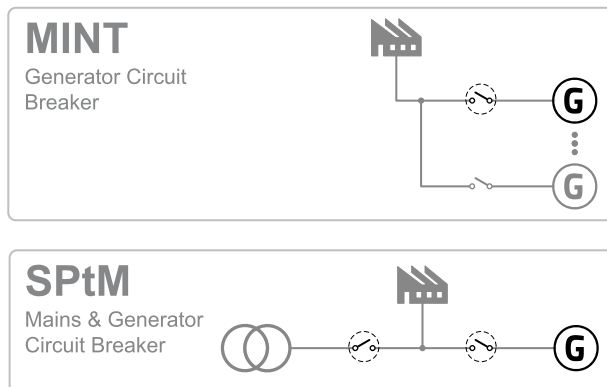 MINT
Generator Circuit
Breaker
G
G
SPtM
Mains & Generator
Circuit Breaker
G